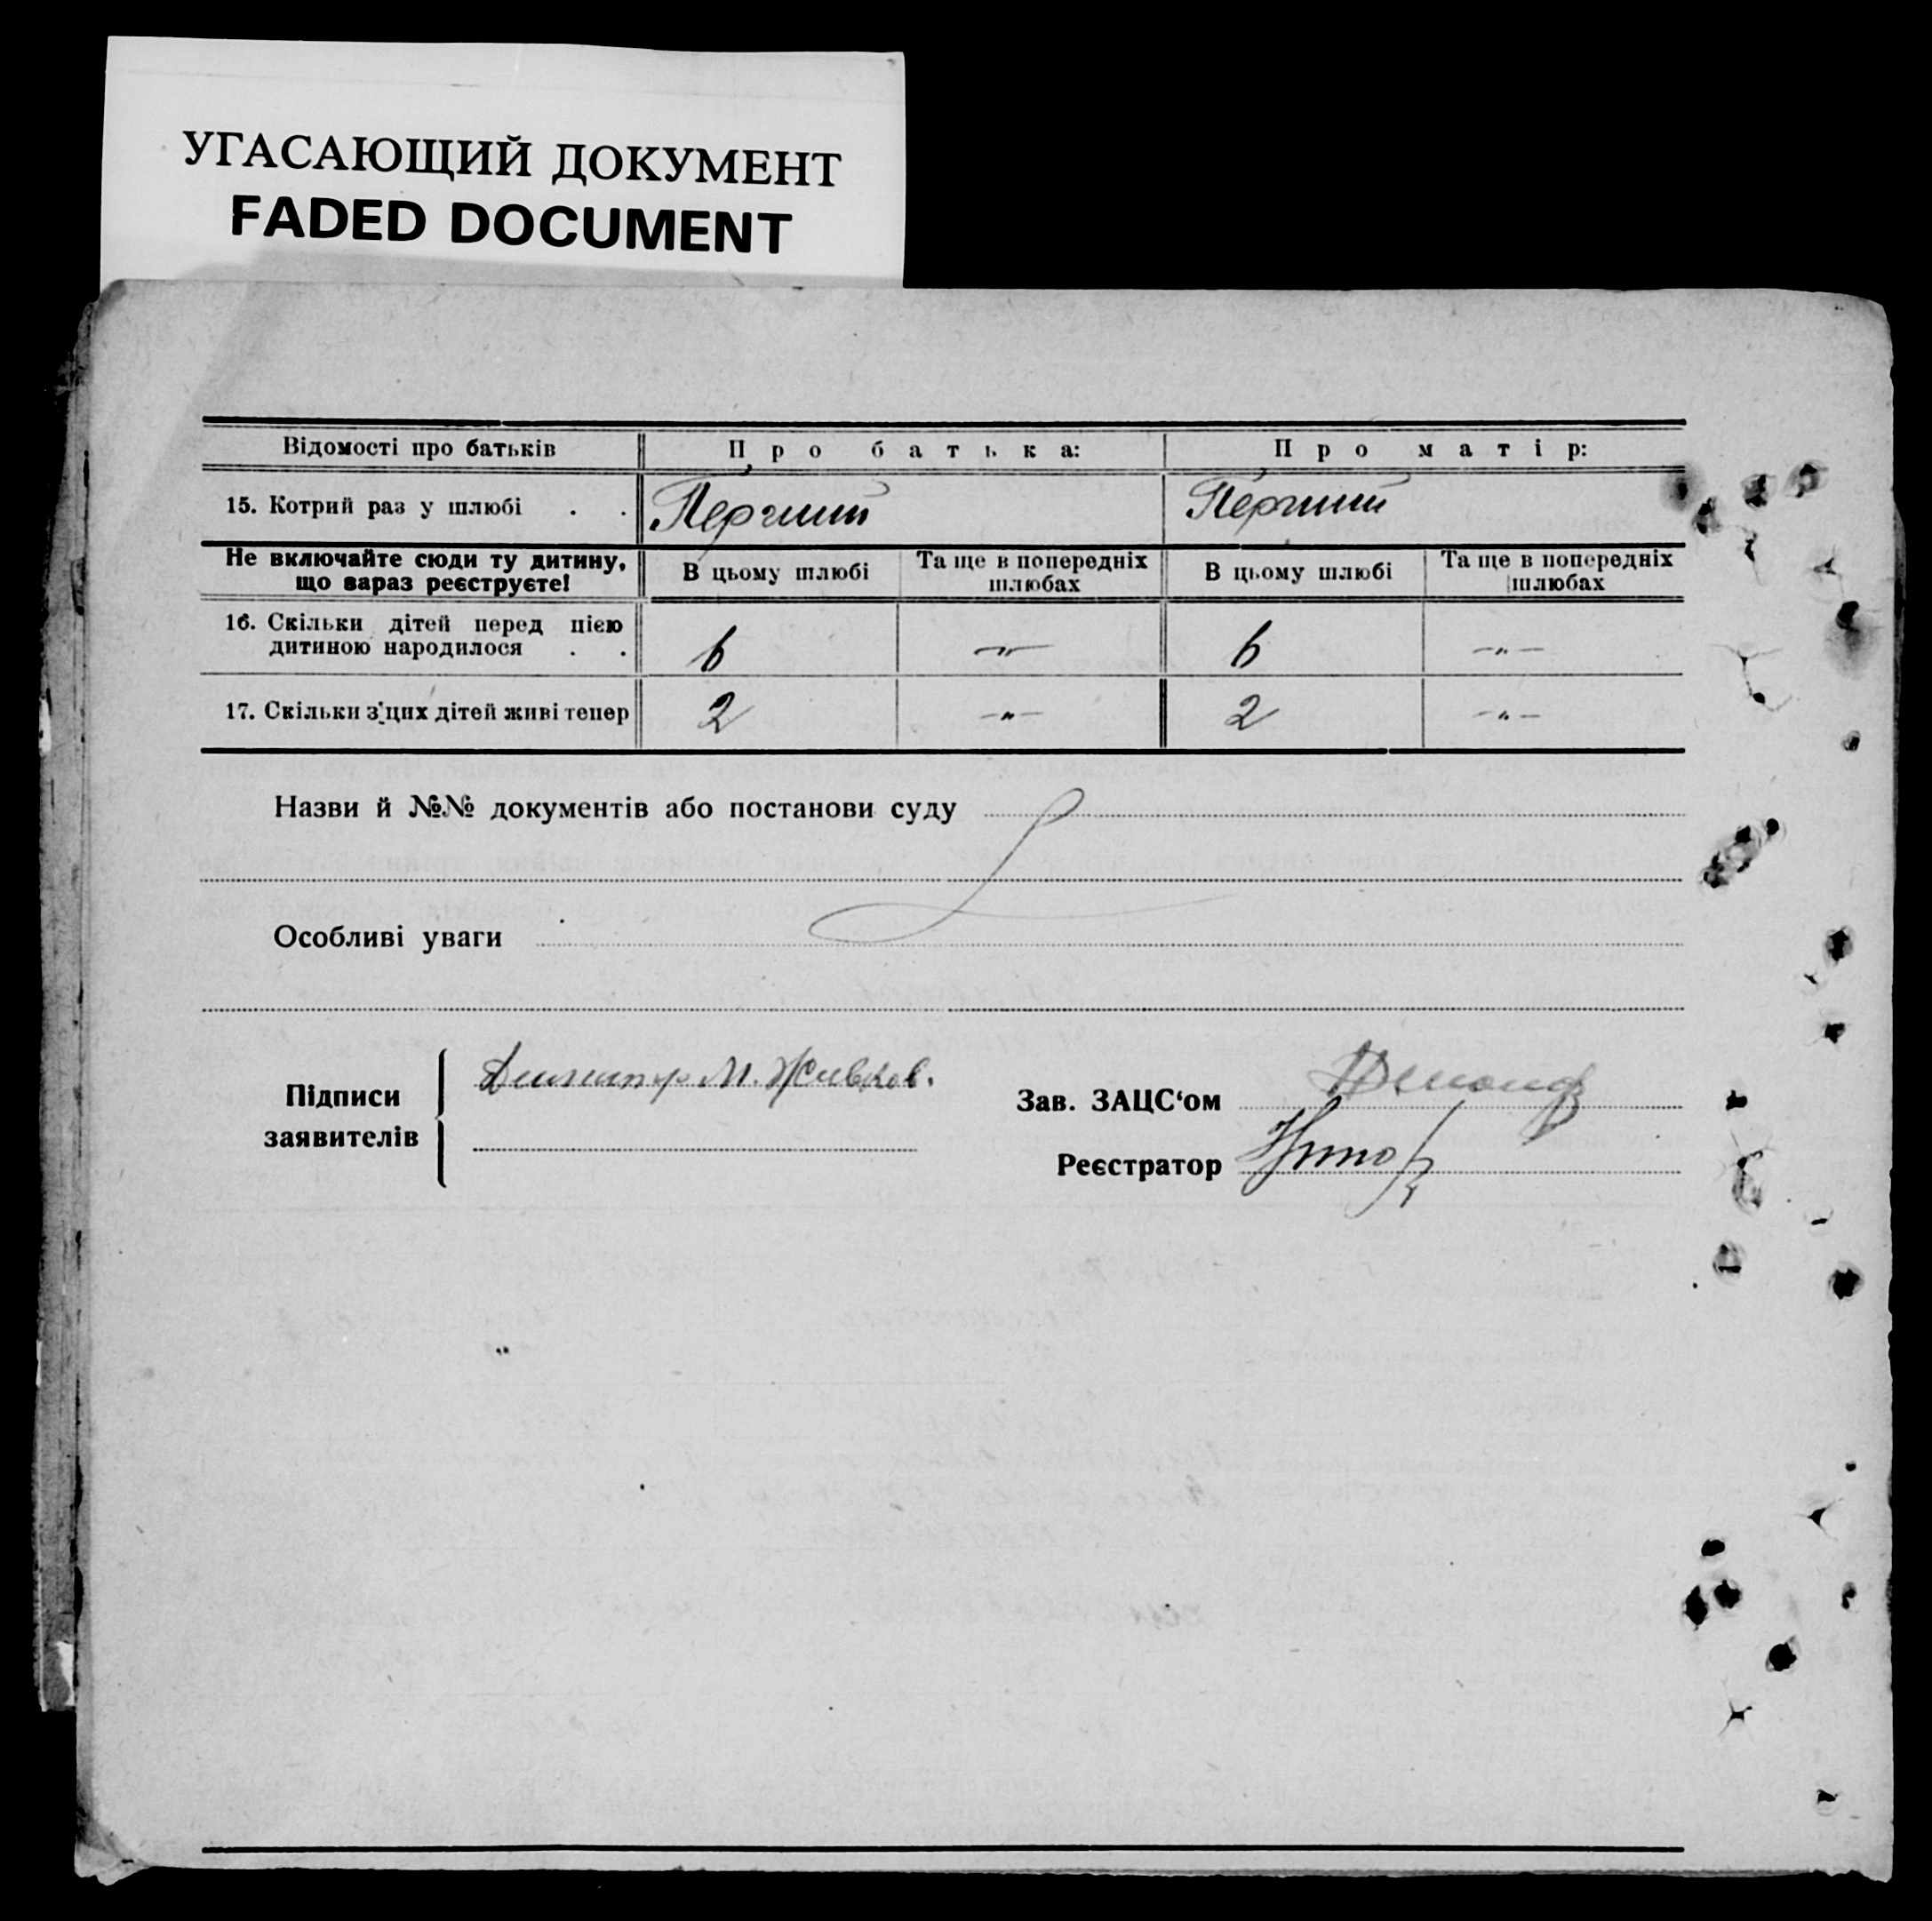 УГАСАЮЩИЙ ДОКУМЕНТ
FADED DOCUMENT
Відомості про батьків Про батька: Про матір:
15. Котрий раз у шлюбі . . Перший Перший
Не включайте сюди ту дитину, що зараз реєструєте! В цьому шлюбі Та ще в попередніх шлюбах В цьому шлюбі Та ще в попередніх шлюбах
16. Скільки дітей перед цією
дитиною народилося . . 6 —"— 6 —"—
17. Скільки з'цих дітей живі тепер 2 —"— 2 —"—
Назви й №№ документів або постанови суду
Особливі уваги
Підписи заявителів Димитр М. Живков.
Зав. ЗАЦС‘ом
Реєстратор